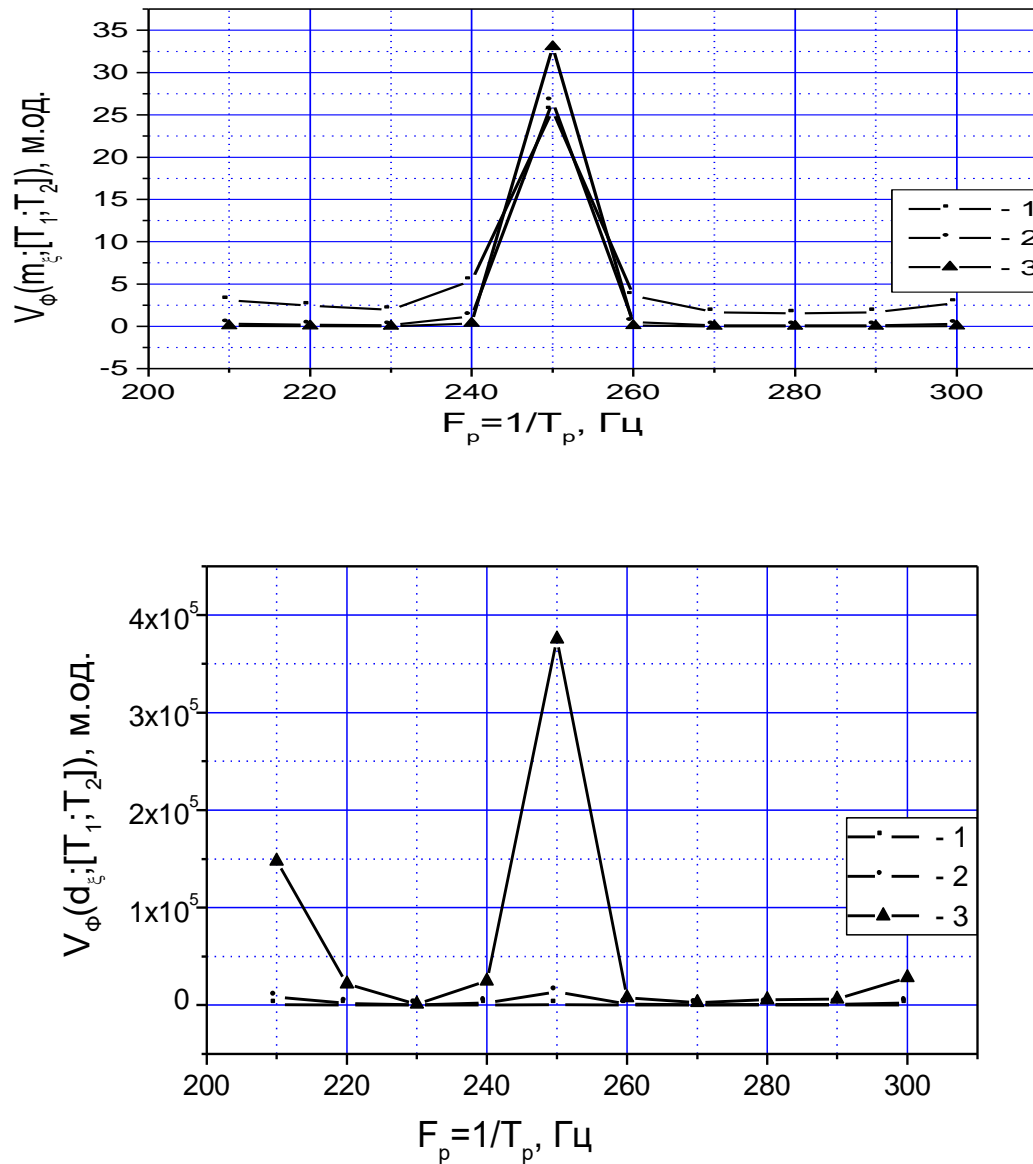 35
30
25
20
15
10
5
0
-5
200 220 240 260 280 300
V_Ф(m_ξ;[T_1;T_2]), м.од.
F_p=1/T_p, Гц
- 1
- 2
- 3
4x10^5
3x10^5
2x10^5
1x10^5
0
200 220 240 260 280 300
V_Ф(d_ξ;[T_1;T_2]), м.од.
F_p=1/T_p, Гц
- 1
- 2
- 3